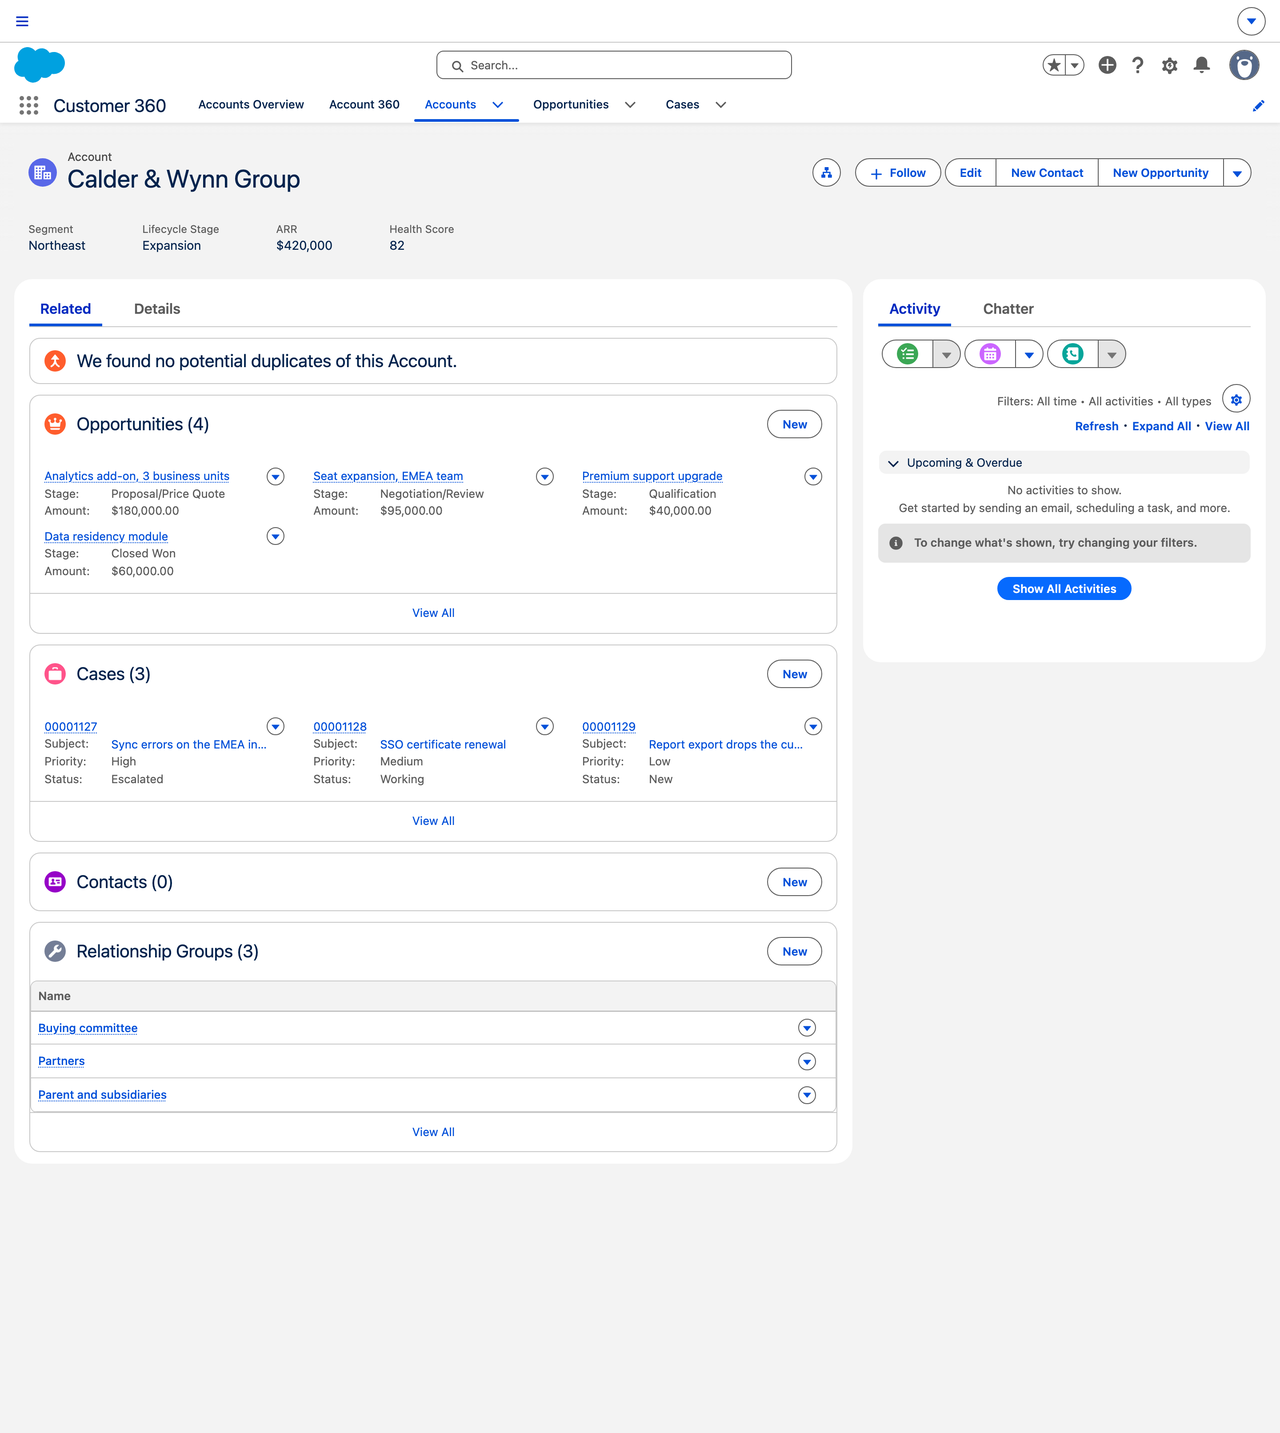 Search...
Customer 360
Accounts Overview
Account 360
Accounts
Opportunities
Cases
Account
Calder & Wynn Group
Follow
Edit
New Contact
New Opportunity
Segment
Northeast
Lifecycle Stage
Expansion
ARR
$420,000
Health Score
82
Related
Details
We found no potential duplicates of this Account.
Opportunities (4)
New
Analytics add-on, 3 business units
Stage: Proposal/Price Quote
Amount: $180,000.00
Seat expansion, EMEA team
Stage: Negotiation/Review
Amount: $95,000.00
Premium support upgrade
Stage: Qualification
Amount: $40,000.00
Data residency module
Stage: Closed Won
Amount: $60,000.00
View All
Cases (3)
New
00001127
Subject: Sync errors on the EMEA in...
Priority: High
Status: Escalated
00001128
Subject: SSO certificate renewal
Priority: Medium
Status: Working
00001129
Subject: Report export drops the cu...
Priority: Low
Status: New
View All
Contacts (0)
New
Relationship Groups (3)
New
Name
Buying committee
Partners
Parent and subsidiaries
View All
Activity
Chatter
Filters: All time • All activities • All types
Refresh • Expand All • View All
Upcoming & Overdue
No activities to show.
Get started by sending an email, scheduling a task, and more.
To change what's shown, try changing your filters.
Show All Activities